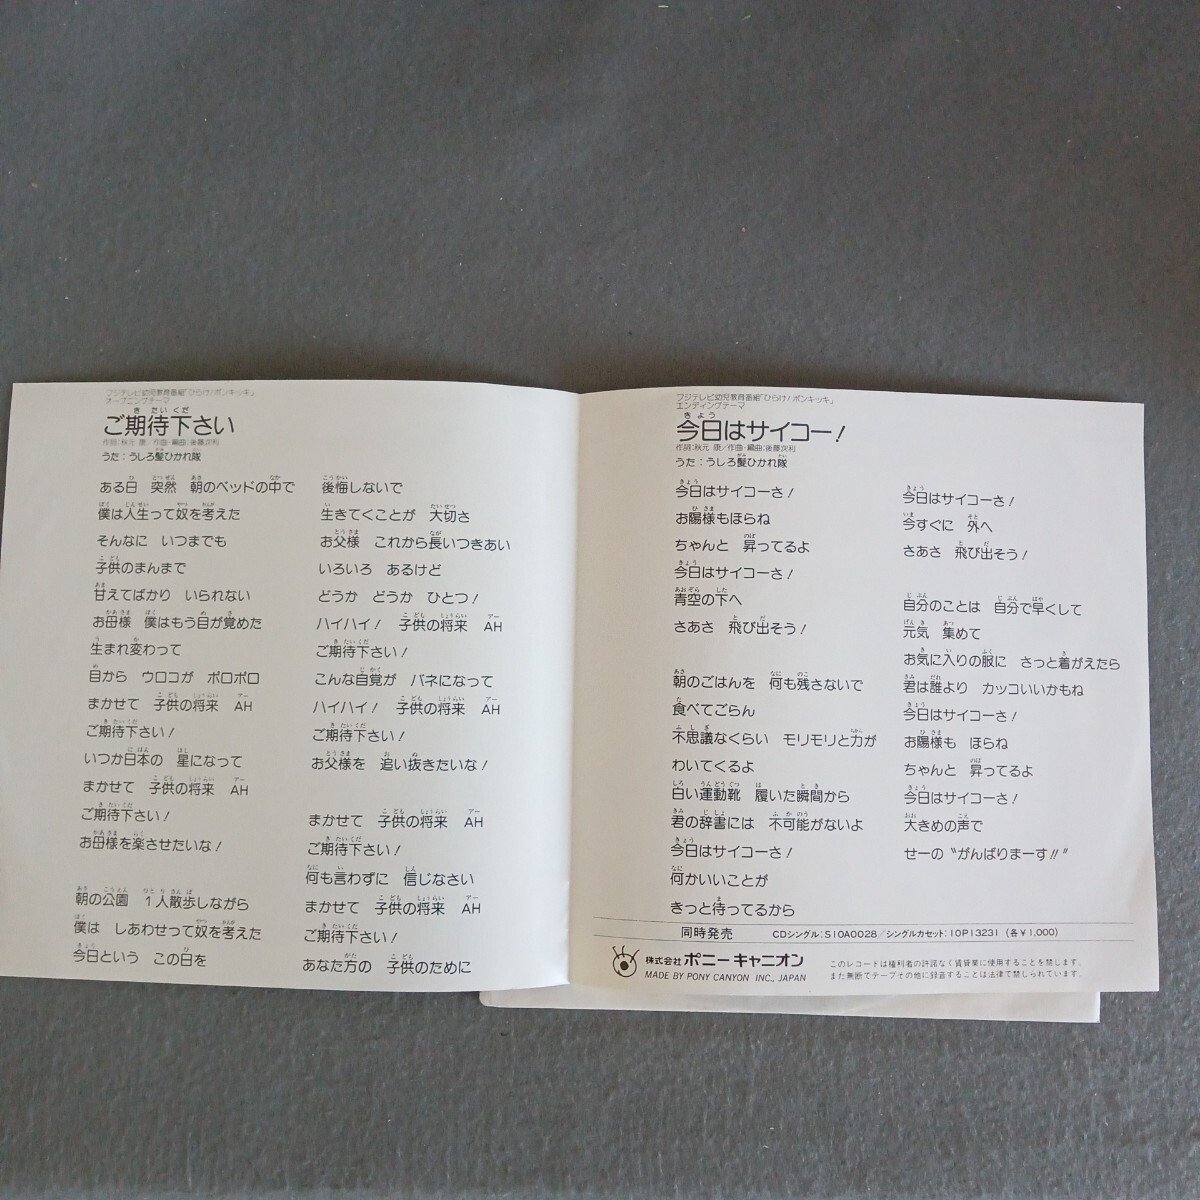 フジテレビ幼児教育番組「ひらけ!ポンキッキ」
オープニングテーマ
ご期待下さい
作詞:秋元 康/作曲・編曲:後藤次利
うた:うしろ髪ひかれ隊
ある日 突然 朝のベッドの中で
僕は人生って奴を考えた
そんなに いつまでも
子供のまんまで
甘えてばかり いられない
お母様 僕はもう目が覚めた
生まれ変わって
目から ウロコが ポロポロ
まかせて 子供の将来 AH
ご期待下さい!
いつか日本の 星になって
まかせて 子供の将来 AH
ご期待下さい!
お母様を楽させたいな!
朝の公園 1人散歩しながら
僕は しあわせって奴を考えた
今日という この日を
後悔しないで
生きてくことが 大切さ
お父様 これから長いつきあい
いろいろ あるけど
どうか どうか ひとつ!
ハイハイ! 子供の将来 AH
ご期待下さい!
こんな自覚が バネになって
ハイハイ! 子供の将来 AH
ご期待下さい!
お父様を 追い抜きたいな!
まかせて 子供の将来 AH
ご期待下さい!
何も言わずに 信じなさい
まかせて 子供の将来 AH
ご期待下さい!
あなた方の 子供のために
フジテレビ幼児教育番組「ひらけ!ポンキッキ」
エンディングテーマ
今日はサイコー!
作詞:秋元 康/作曲・編曲:後藤次利
うた:うしろ髪ひかれ隊
今日はサイコーさ!
お陽様もほらね
ちゃんと 昇ってるよ
今日はサイコーさ!
青空の下へ
さあさ 飛び出そう!
朝のごはんを 何も残さないで
食べてごらん
不思議なくらい モリモリと力が
わいてくるよ
白い運動靴 履いた瞬間から
君の辞書には 不可能がないよ
今日はサイコーさ!
何かいいことが
きっと待ってるから
今日はサイコーさ!
今すぐに 外へ
さあさ 飛び出そう!
自分のことは 自分で早くして
元気 集めて
お気に入りの服に さっと着がえたら
君は誰より カッコいいかもね
今日はサイコーさ!
お陽様も ほらね
ちゃんと 昇ってるよ
今日はサイコーさ!
大きめの声で
せーの〝がんばりまーす!!〟
同時発売 CDシングル:S10A0028/シングルカセット:10P13231(各¥1,000)
株式会社 ポニーキャニオン
MADE BY PONY CANYON INC., JAPAN
このレコードは権利者の許諾なく賃貸業に使用することを禁じます。
また無断でテープその他に録音することは法律で禁じられています。